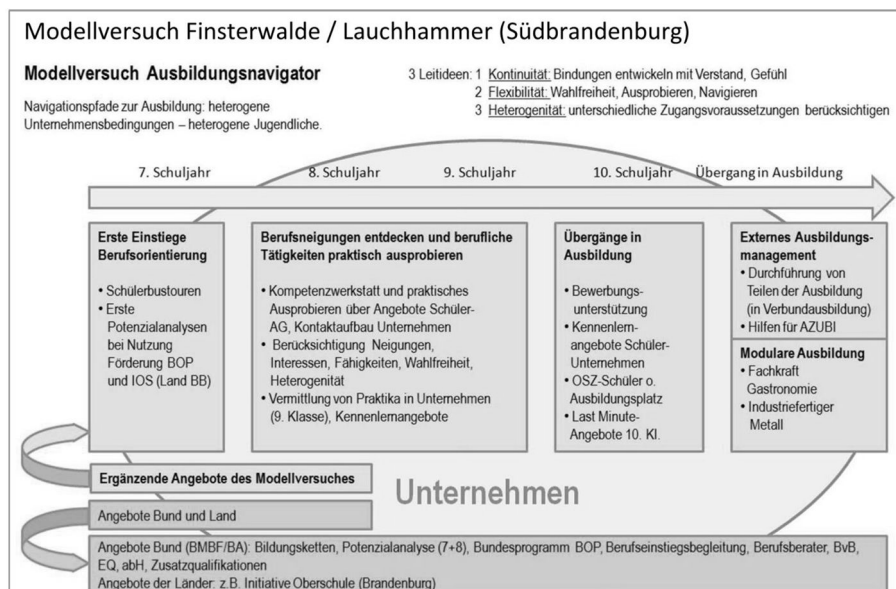 Modellversuch Finsterwalde / Lauchhammer (Südbrandenburg)
Modellversuch Ausbildungsnavigator
Navigationspfade zur Ausbildung: heterogene
Unternehmensbedingungen – heterogene Jugendliche.
3 Leitideen: 1 Kontinuität: Bindungen entwickeln mit Verstand, Gefühl
2 Flexibilität: Wahlfreiheit, Ausprobieren, Navigieren
3 Heterogenität: unterschiedliche Zugangsvoraussetzungen berücksichtigen
7. Schuljahr 8. Schuljahr 9. Schuljahr 10. Schuljahr Übergang in Ausbildung
Erste Einstiege
Berufsorientierung
• Schülerbustouren
• Erste
Potenzialanalysen
bei Nutzung
Förderung BOP
und IOS (Land BB)
Berufsneigungen entdecken und berufliche
Tätigkeiten praktisch ausprobieren
• Kompetenzwerkstatt und praktisches
Ausprobieren über Angebote Schüler-
AG, Kontaktaufbau Unternehmen
• Berücksichtigung Neigungen,
Interessen, Fähigkeiten, Wahlfreiheit,
Heterogenität
• Vermittlung von Praktika in Unternehmen
(9. Klasse), Kennenlernangebote
Übergänge in
Ausbildung
• Bewerbungs-
unterstützung
• Kennenlern-
angebote Schüler-
Unternehmen
• OSZ-Schüler o.
Ausbildungsplatz
• Last Minute-
Angebote 10. Kl.
Externes Ausbildungs-
management
• Durchführung von
Teilen der Ausbildung
(in Verbundausbildung)
• Hilfen für AZUBI
Modulare Ausbildung
• Fachkraft
Gastronomie
• Industriefertiger
Metall
Ergänzende Angebote des Modellversuches
Unternehmen
Angebote Bund und Land
Angebote Bund (BMBF/BA): Bildungsketten, Potenzialanalyse (7+8), Bundesprogramm BOP, Berufseinstiegsbegleitung, Berufsberater, BvB,
EQ, abH, Zusatzqualifikationen
Angebote der Länder: z.B. Initiative Oberschule (Brandenburg)